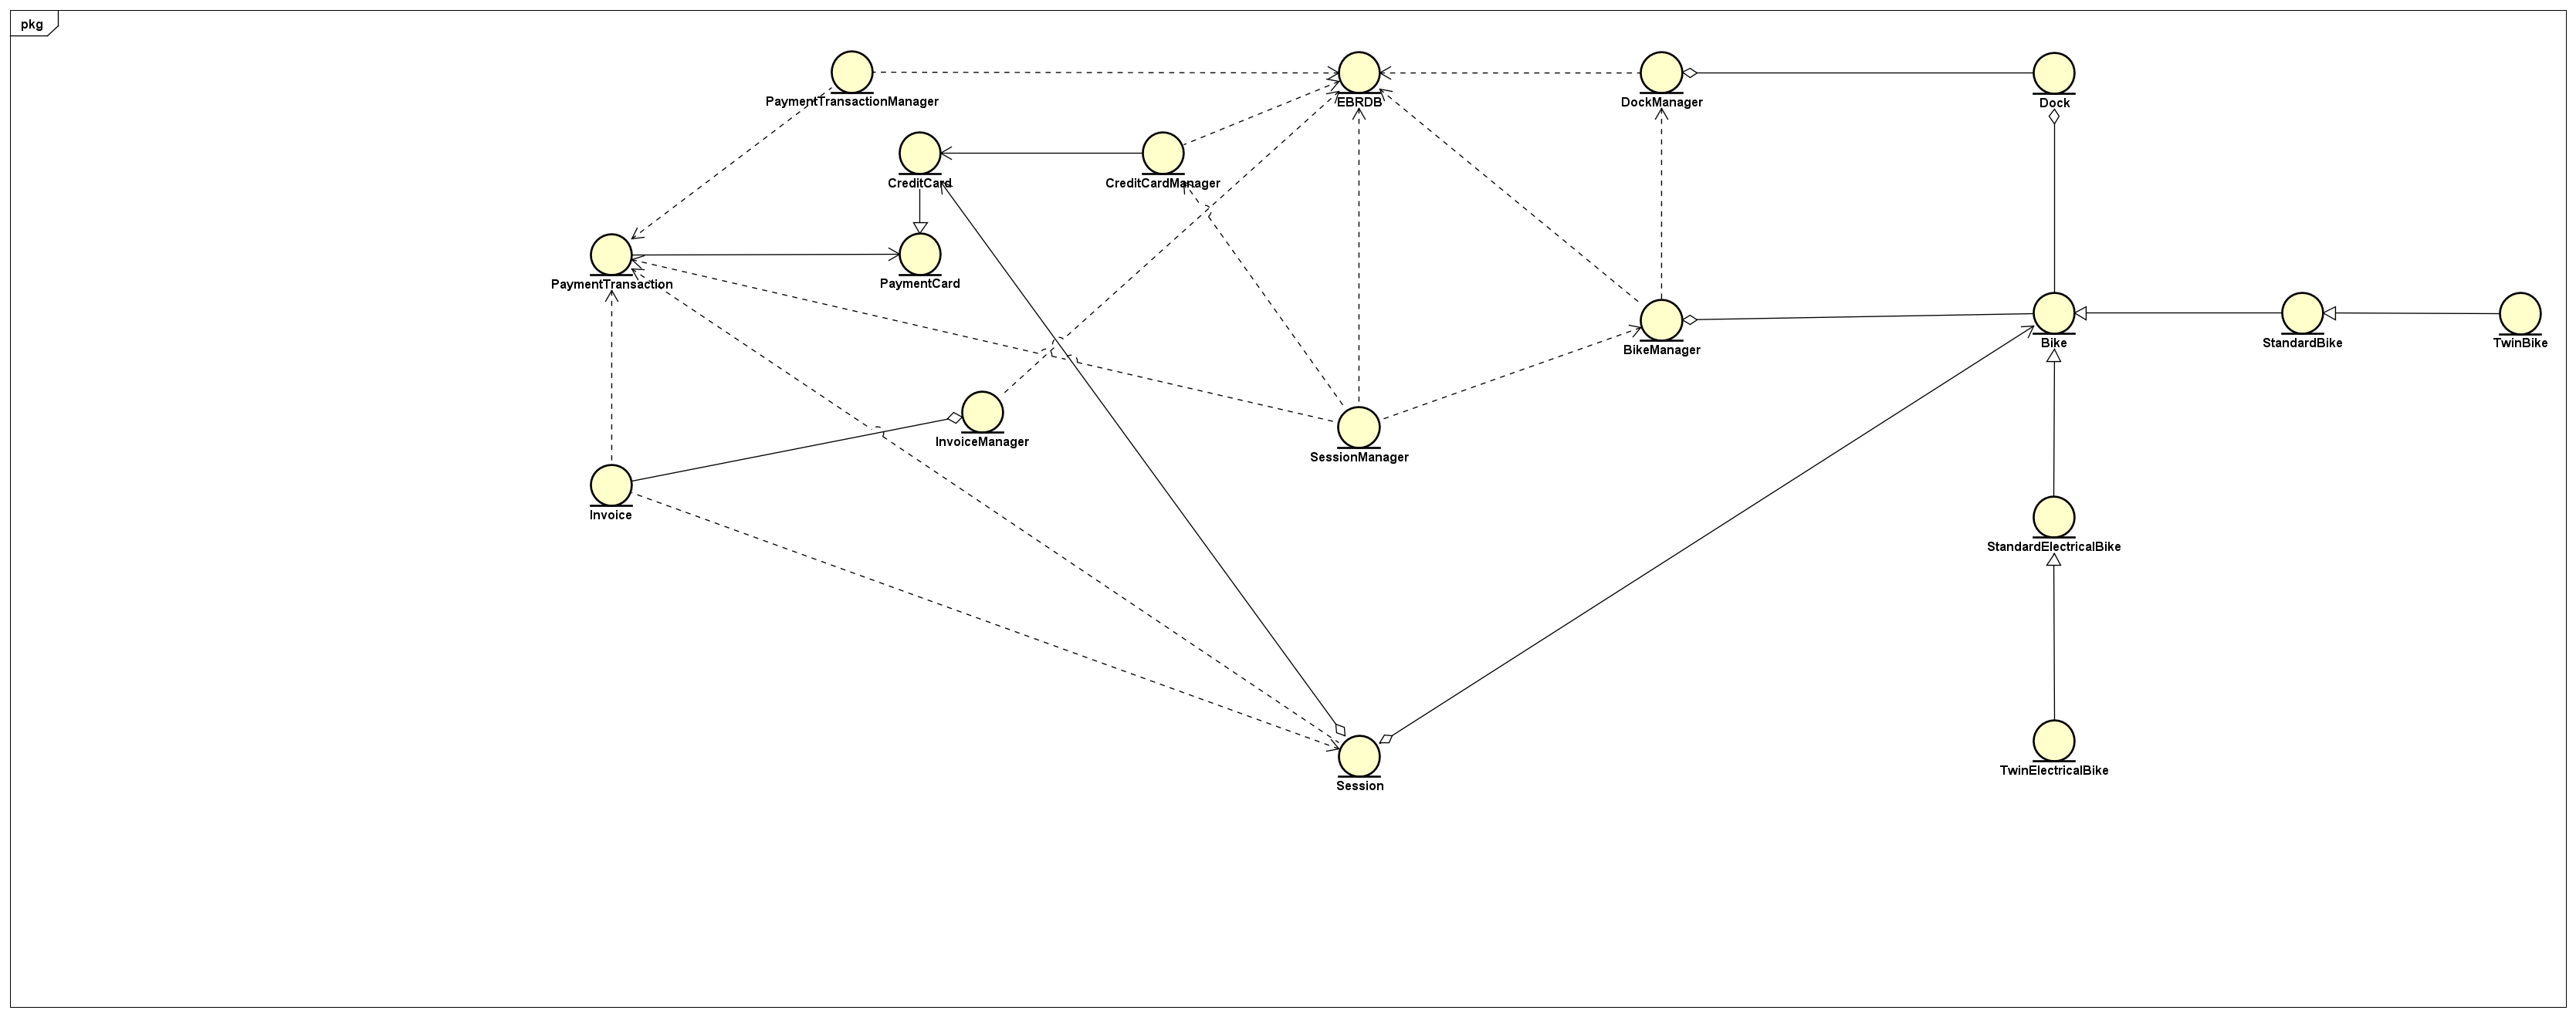 pkg
PaymentTransactionManager
EBRDB
DockManager
Dock
CreditCard
CreditCardManager
PaymentTransaction
PaymentCard
BikeManager
Bike
StandardBike
TwinBike
InvoiceManager
SessionManager
Invoice
StandardElectricalBike
TwinElectricalBike
Session